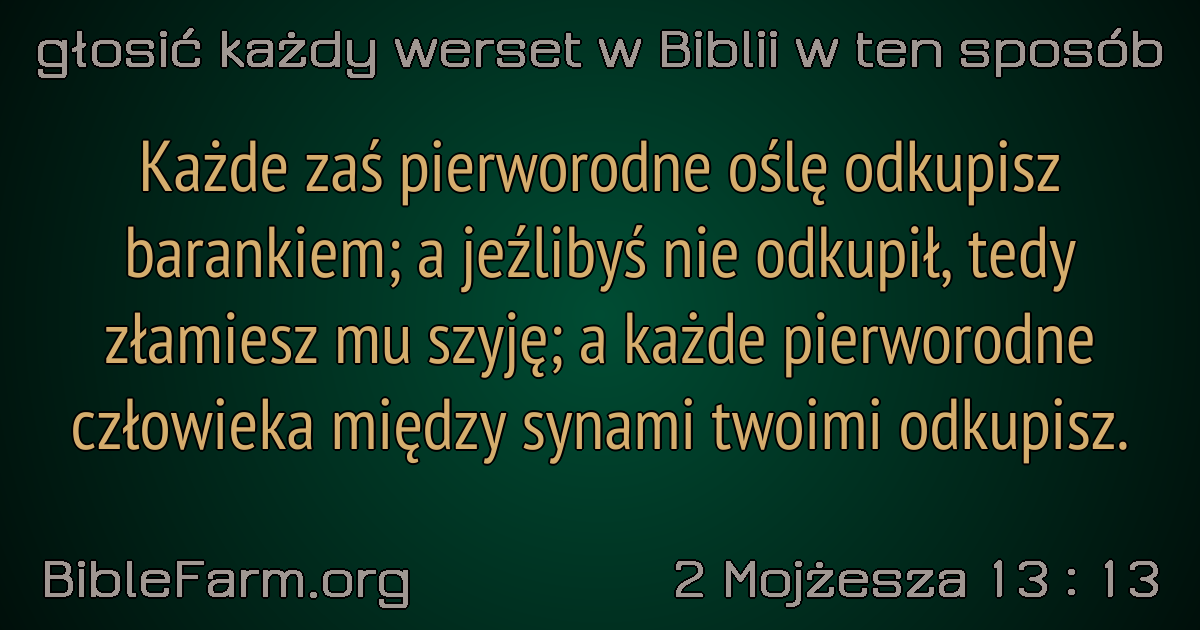 głosić każdy werset w Biblii w ten sposób
Każde zaś pierworodne oślę odkupisz
barankiem; a jeźlibyś nie odkupił, tedy
złamiesz mu szyję; a każde pierworodne
człowieka między synami twoimi odkupisz.
BibleFarm.org
2 Mojżesza 13 : 13